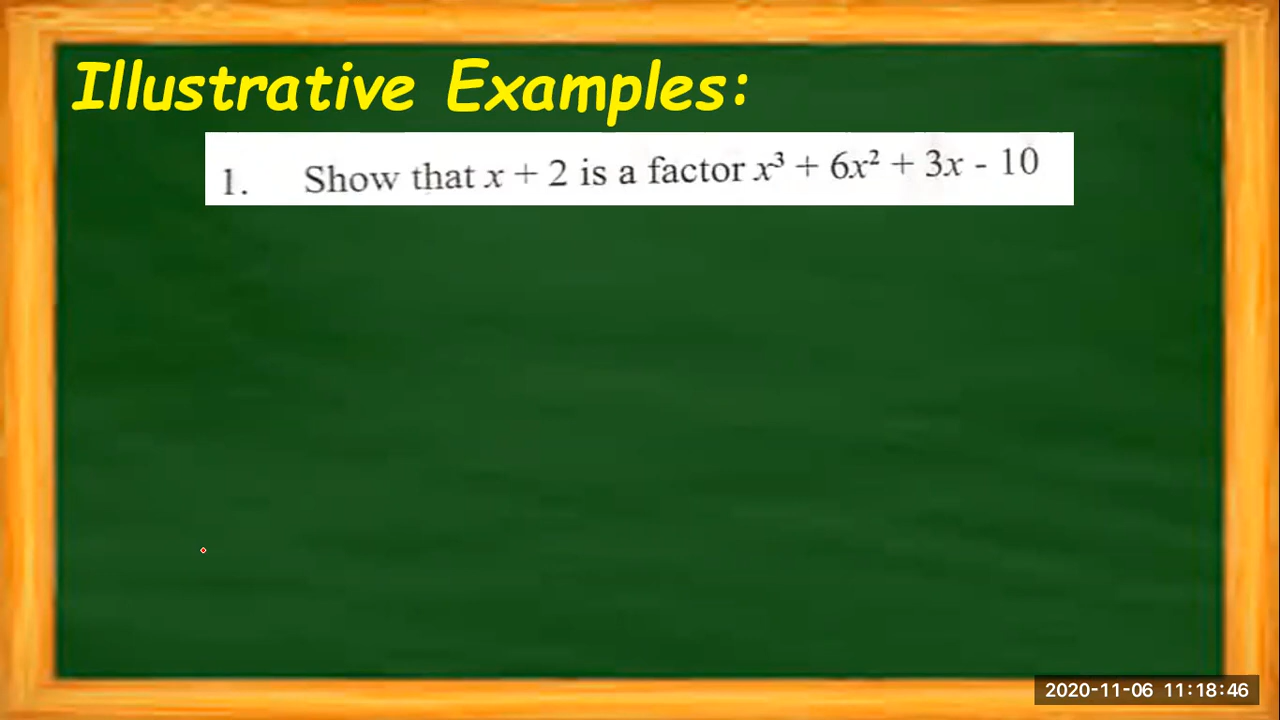 Illustrative Examples:
1. Show that x + 2 is a factor x³ + 6x² + 3x - 10
2020-11-06 11:18:46